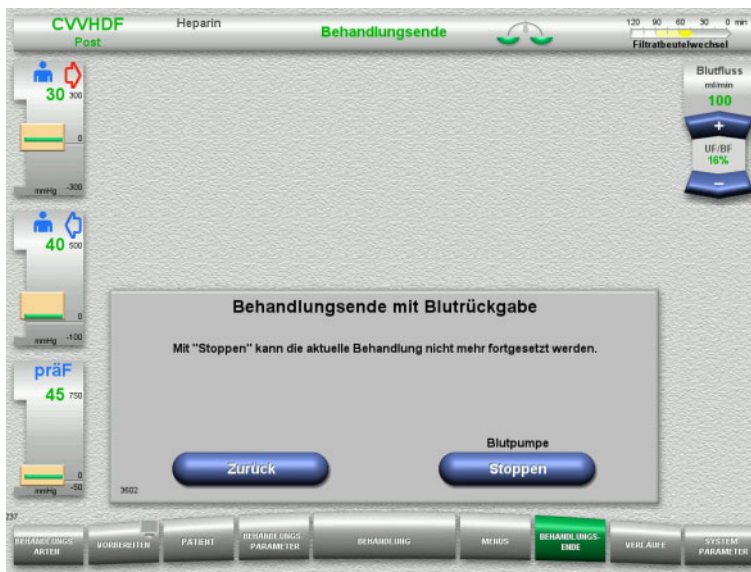 CVVHDF
Post
Heparin
Behandlungsende
120 90 60 30 0 min
Filtratbeutelwechsel
30 300
0
mmHg -300
Blutfluss
ml/min
100
+
UF/BF
16%
−
40 500
0
mmHg -100
präF
45 750
0
mmHg -50
Behandlungsende mit Blutrückgabe
Mit "Stoppen" kann die aktuelle Behandlung nicht mehr fortgesetzt werden.
Blutpumpe
Zurück
Stoppen
3602
237
BEHANDLUNGS-
ARTEN
VORBEREITEN
PATIENT
BEHANDLUNGS-
PARAMETER
BEHANDLUNG
MENÜS
BEHANDLUNGS-
ENDE
VERLÄUFE
SYSTEM
PARAMETER